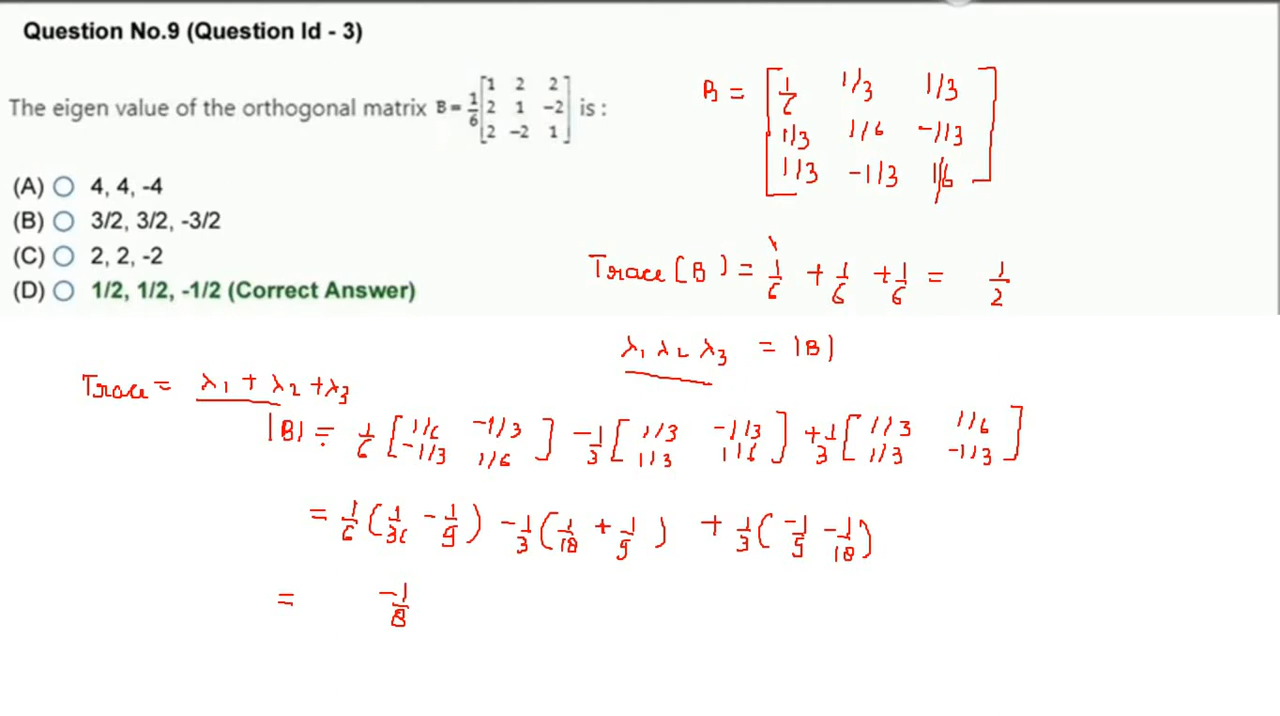 Question No.9 (Question Id - 3)
The eigen value of the orthogonal matrix B = 1/6 [1 2 2
2 1 -2
2 -2 1] is :
(A) 4, 4, -4
(B) 3/2, 3/2, -3/2
(C) 2, 2, -2
(D) 1/2, 1/2, -1/2 (Correct Answer)
B = [1/6 1/3 1/3
1/3 1/6 -1/3
1/3 -1/3 1/6]
Trace(B) = 1/6 + 1/6 + 1/6 = 1/2
λ1 λ2 λ3 = |B|
Trace = λ1 + λ2 + λ3
|B| = 1/6 [1/6 -1/3
-1/3 1/6] -1/3 [1/3 -1/3
1/3 1/6] +1/3 [1/3 1/6
1/3 -1/3]
= 1/6 (1/36 - 1/9) -1/3 (1/18 + 1/9) + 1/3 (-1/9 - 1/18)
= -1/8